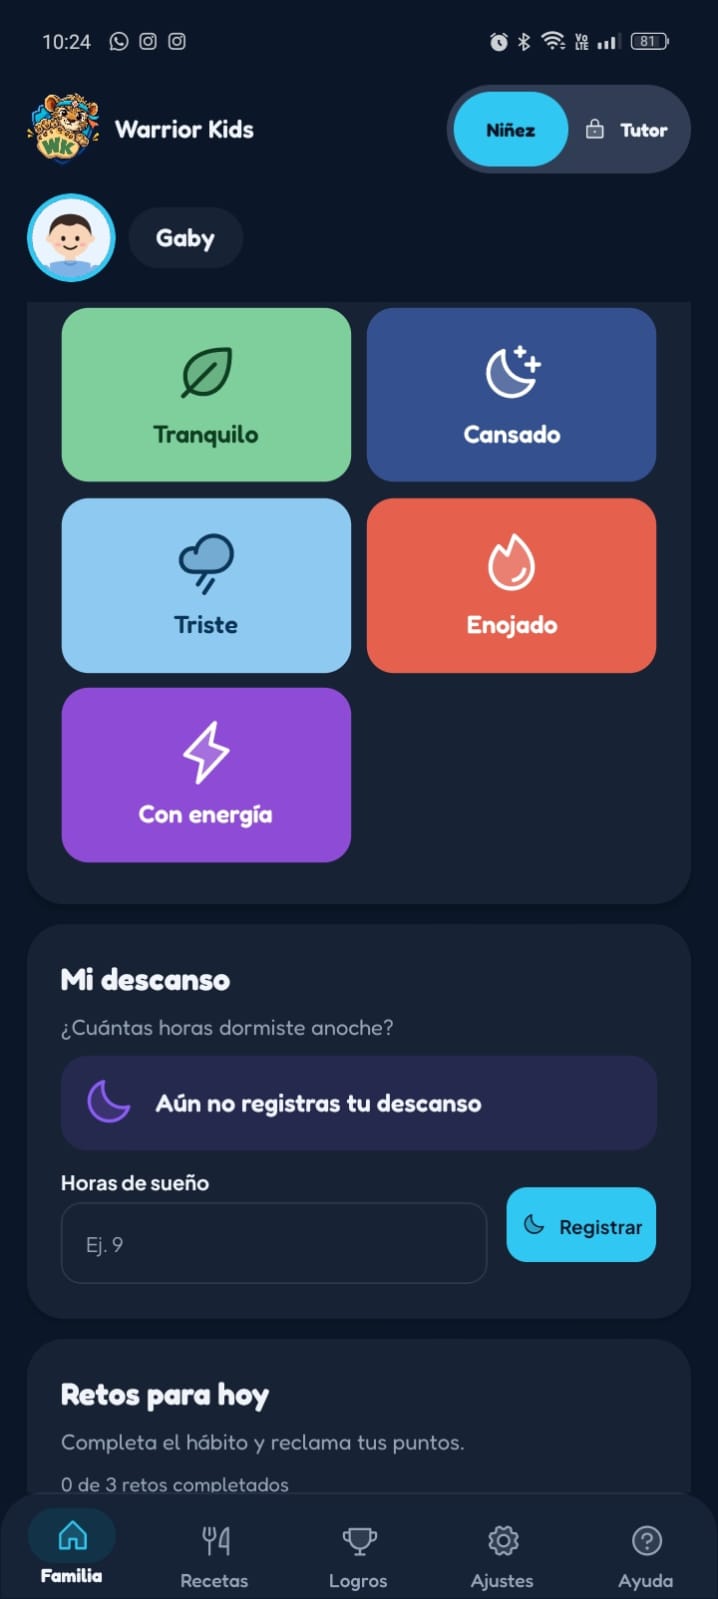 10:24
Vo
LTE
81
WK
Warrior Kids
Niñez
Tutor
Gaby
Tranquilo
Cansado
Triste
Enojado
Con energía
Mi descanso
¿Cuántas horas dormiste anoche?
Aún no registras tu descanso
Horas de sueño
Ej. 9
Registrar
Retos para hoy
Completa el hábito y reclama tus puntos.
0 de 3 retos completados
Familia
Recetas
Logros
Ajustes
Ayuda